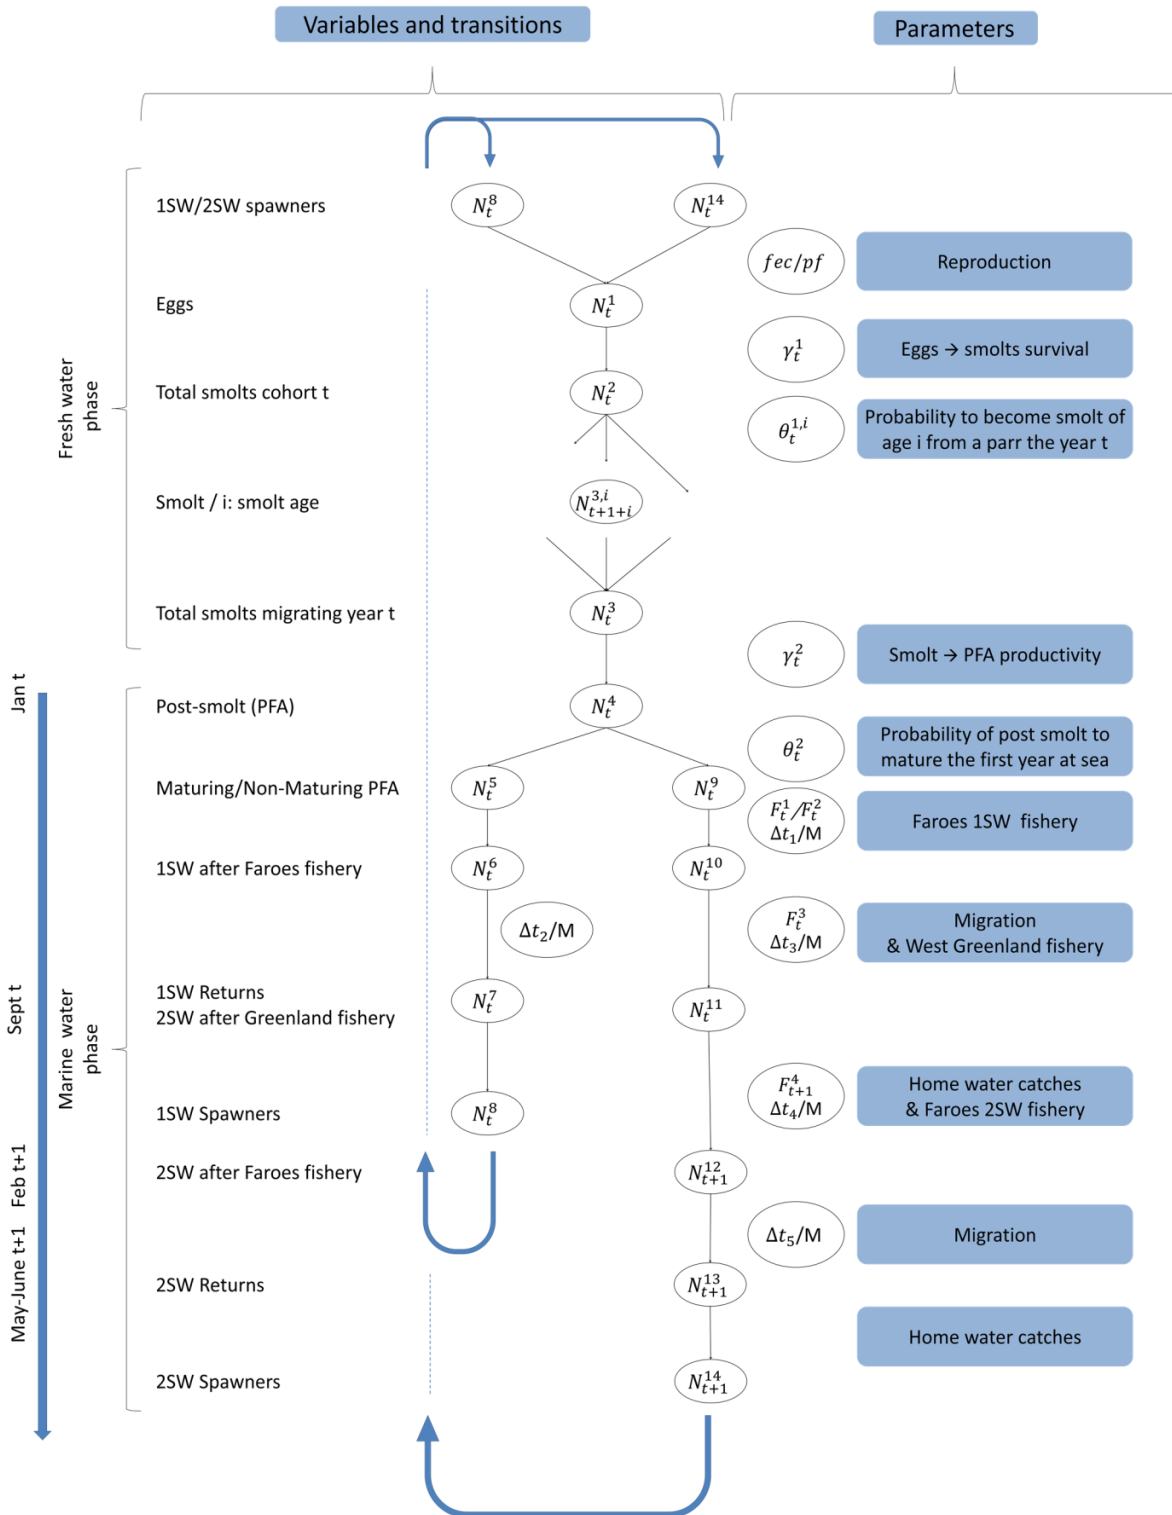 Variables and transitions
Parameters
1SW/2SW spawners
N_t^8
N_t^14
fec/pf
Reproduction
Eggs
N_t^1
γ_t^1
Eggs → smolts survival
Total smolts cohort t
N_t^2
θ_t^{1,i}
Probability to become smolt of
age i from a parr the year t
Fresh water
phase
Smolt / i: smolt age
N_{t+1+i}^{3,i}
Total smolts migrating year t
N_t^3
γ_t^2
Smolt → PFA productivity
Jan t
Post-smolt (PFA)
N_t^4
θ_t^2
Probability of post smolt to
mature the first year at sea
Maturing/Non-Maturing PFA
N_t^5
N_t^9
F_t^1/F_t^2
Δt_1/M
Faroes 1SW fishery
1SW after Faroes fishery
N_t^6
N_t^10
Δt_2/M
F_t^3
Δt_3/M
Migration
& West Greenland fishery
Sept t
Marine water
phase
1SW Returns
2SW after Greenland fishery
N_t^7
N_t^11
F_{t+1}^4
Δt_4/M
Home water catches
& Faroes 2SW fishery
1SW Spawners
N_t^8
Feb t+1
2SW after Faroes fishery
N_{t+1}^12
Δt_5/M
Migration
May-June t+1
2SW Returns
N_{t+1}^13
Home water catches
2SW Spawners
N_{t+1}^14